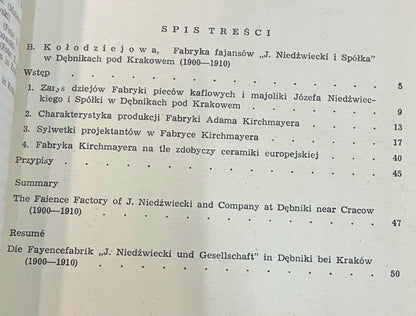 SPIS TREŚCI
B. Kołodziejowa, Fabryka fajansów „J. Niedźwiecki i Spółka”
w Dębnikach pod Krakowem (1900—1910)
Wstęp . . . . . . . . . . 5
1. Zarys dziejów Fabryki pieców kaflowych i majoliki Józefa Niedźwiec-
kiego i Spółki w Dębnikach pod Krakowem . . . . . 9
2. Charakterystyka produkcji Fabryki Adama Kirchmayera . . . 13
3. Sylwetki projektantów w Fabryce Kirchmayera . . . . 17
4. Fabryka Kirchmayera na tle zdobyczy ceramiki europejskiej . . 40
Przypisy . . . . . . . . . . 45
Summary
The Faience Factory of J. Niedźwiecki and Company at Dębniki near Cracow
(1900—1910) . . . . . . . . . 47
Resumé
Die Fayencefabrik „J. Niedźwiecki und Gesellschaft” in Dębniki bei Kraków
(1900—1910) . . . . . . . . . 50